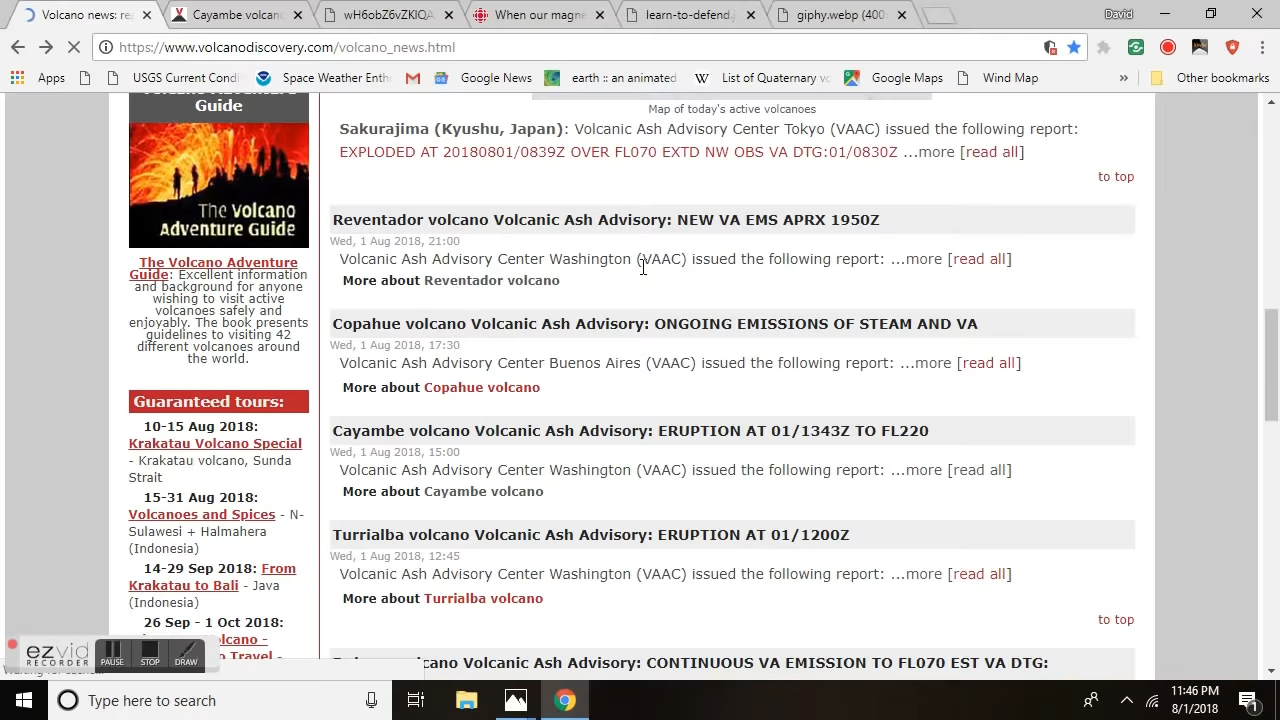 Volcano news: rea
Cayambe volcano
wH6obZ6vZKIQA
When our magne
learn-to-defend.j
giphy.webp (400
David
https://www.volcanodiscovery.com/volcano_news.html
Apps
USGS Current Condi
Space Weather Enth
Google News
earth :: an animated
List of Quaternary vo
Google Maps
Wind Map
Other bookmarks
Guide
The Volcano
Adventure Guide
The Volcano Adventure
Guide: Excellent information
and background for anyone
wishing to visit active
volcanoes safely and
enjoyably. The book presents
guidelines to visiting 42
different volcanoes around
the world.
Guaranteed tours:
10-15 Aug 2018:
Krakatau Volcano Special
- Krakatau volcano, Sunda
Strait
15-31 Aug 2018:
Volcanoes and Spices - N-
Sulawesi + Halmahera
(Indonesia)
14-29 Sep 2018: From
Krakatau to Bali - Java
(Indonesia)
26 Sep - 1 Oct 2018:
Map of today's active volcanoes
Sakurajima (Kyushu, Japan): Volcanic Ash Advisory Center Tokyo (VAAC) issued the following report:
EXPLODED AT 20180801/0839Z OVER FL070 EXTD NW OBS VA DTG:01/0830Z ...more [read all]
to top
Reventador volcano Volcanic Ash Advisory: NEW VA EMS APRX 1950Z
Wed, 1 Aug 2018, 21:00
Volcanic Ash Advisory Center Washington (VAAC) issued the following report: ...more [read all]
More about Reventador volcano
Copahue volcano Volcanic Ash Advisory: ONGOING EMISSIONS OF STEAM AND VA
Wed, 1 Aug 2018, 17:30
Volcanic Ash Advisory Center Buenos Aires (VAAC) issued the following report: ...more [read all]
More about Copahue volcano
Cayambe volcano Volcanic Ash Advisory: ERUPTION AT 01/1343Z TO FL220
Wed, 1 Aug 2018, 15:00
Volcanic Ash Advisory Center Washington (VAAC) issued the following report: ...more [read all]
More about Cayambe volcano
Turrialba volcano Volcanic Ash Advisory: ERUPTION AT 01/1200Z
Wed, 1 Aug 2018, 12:45
Volcanic Ash Advisory Center Washington (VAAC) issued the following report: ...more [read all]
More about Turrialba volcano
to top
Volcanic Ash Advisory: CONTINUOUS VA EMISSION TO FL070 EST VA DTG:
ezvid
RECORDER
PAUSE
STOP
DRAW
Type here to search
11:46 PM
8/1/2018